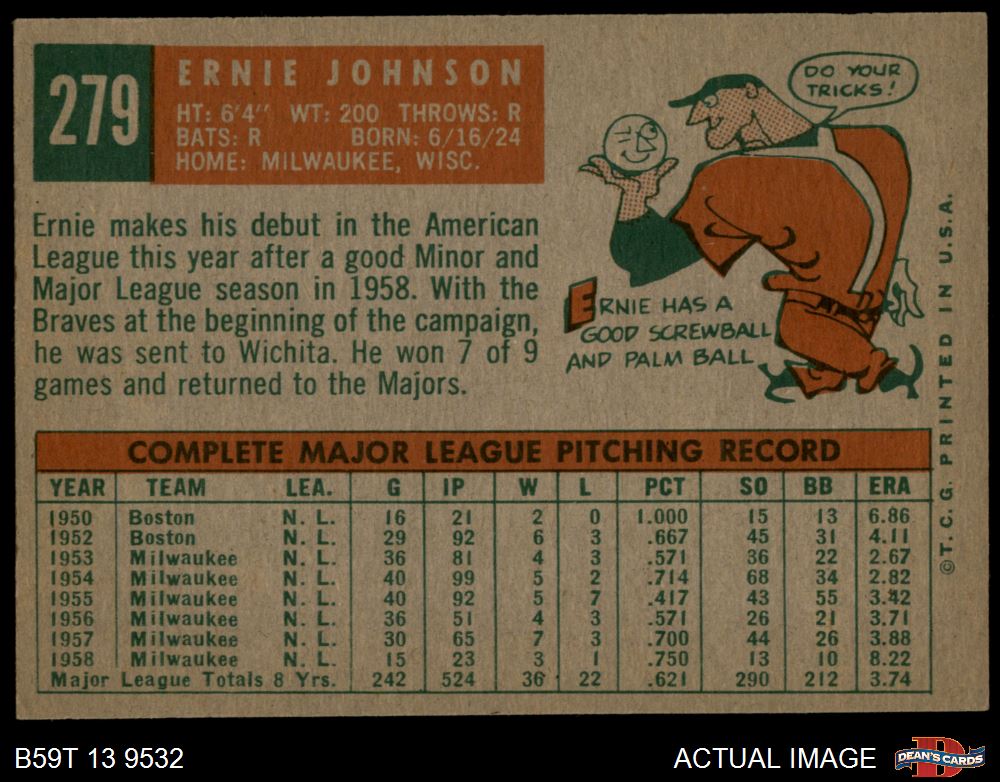 279
ERNIE JOHNSON
HT: 6'4" WT: 200 THROWS: R
BATS: R BORN: 6/16/24
HOME: MILWAUKEE, WISC.
DO YOUR
TRICKS!
Ernie makes his debut in the American
League this year after a good Minor and
Major League season in 1958. With the
Braves at the beginning of the campaign,
he was sent to Wichita. He won 7 of 9
games and returned to the Majors.
ERNIE HAS A
GOOD SCREWBALL
AND PALM BALL
COMPLETE MAJOR LEAGUE PITCHING RECORD
YEAR TEAM LEA. G IP W L PCT SO BB ERA
1950 Boston N. L. 16 21 2 0 1.000 15 13 6.86
1952 Boston N. L. 29 92 6 3 .667 45 31 4.11
1953 Milwaukee N. L. 36 81 4 3 .571 36 22 2.67
1954 Milwaukee N. L. 40 99 5 2 .714 68 34 2.82
1955 Milwaukee N. L. 40 92 5 7 .417 43 55 3.42
1956 Milwaukee N. L. 36 51 4 3 .571 26 21 3.71
1957 Milwaukee N. L. 30 65 7 3 .700 44 26 3.88
1958 Milwaukee N. L. 15 23 3 1 .750 13 10 8.22
Major League Totals 8 Yrs. 242 524 36 22 .621 290 212 3.74
©T. C. G. PRINTED IN U.S.A.
B59T 13 9532
ACTUAL IMAGE
D
DEAN'S CARDS